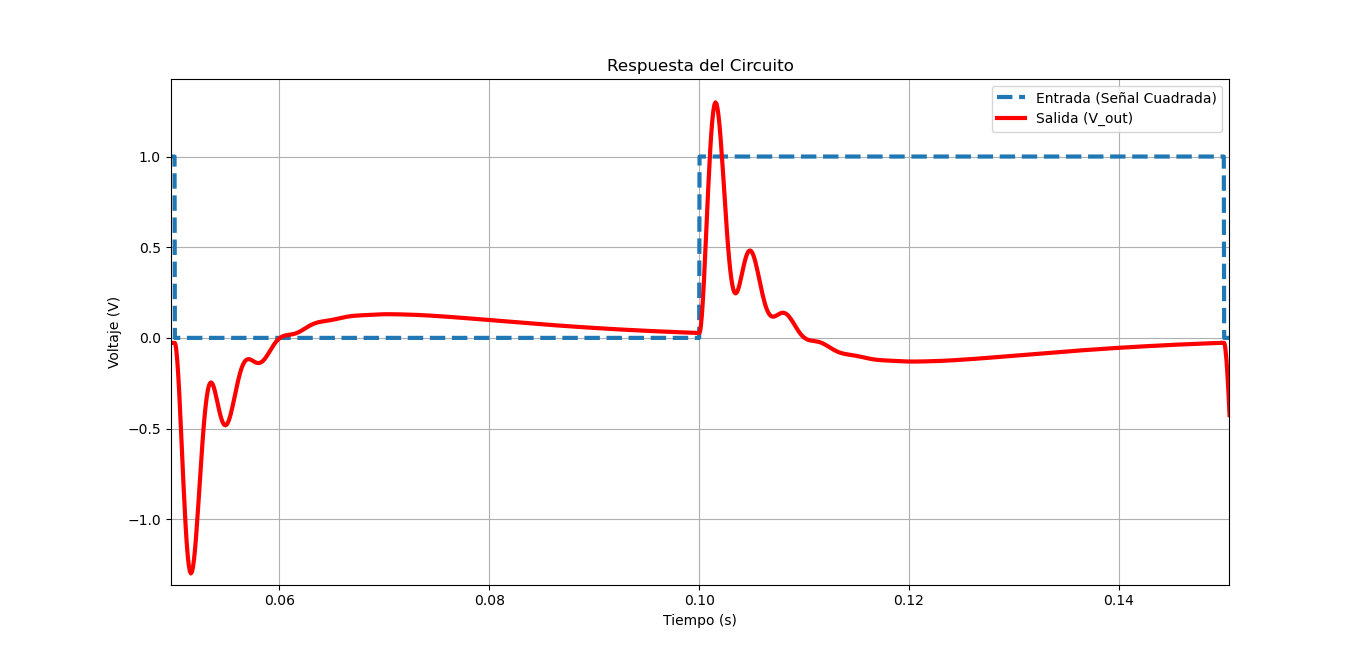 Respuesta del Circuito
Entrada (Señal Cuadrada)
Salida (V_out)
Voltaje (V)
1.0
0.5
0.0
−0.5
−1.0
0.06
0.08
0.10
0.12
0.14
Tiempo (s)